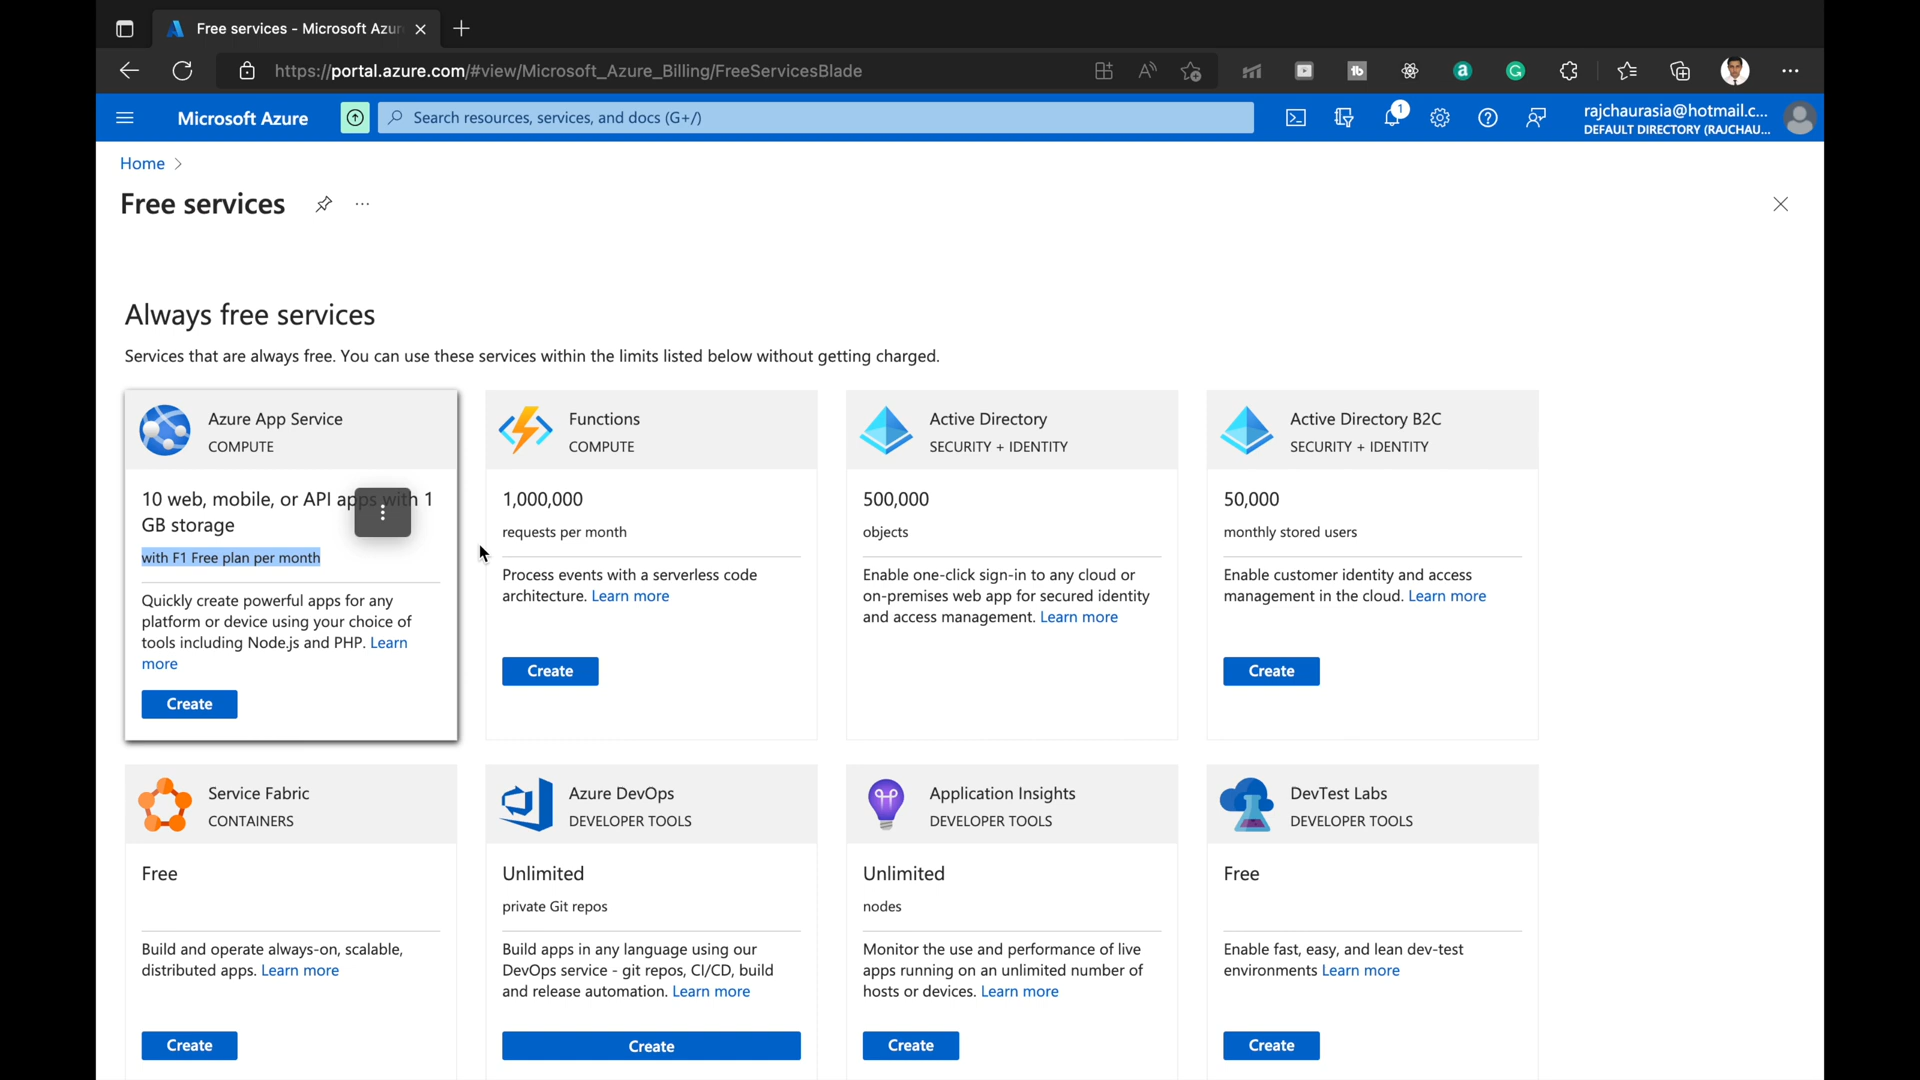 Free services - Microsoft Azur
https://portal.azure.com/#view/Microsoft_Azure_Billing/FreeServicesBlade
Microsoft Azure
Search resources, services, and docs (G+/)
1
rajchaurasia@hotmail.c...
DEFAULT DIRECTORY (RAJCHAU...
Home
Free services
Always free services
Services that are always free. You can use these services within the limits listed below without getting charged.
Azure App Service
COMPUTE
10 web, mobile, or API apps with 1
GB storage
with F1 Free plan per month
Quickly create powerful apps for any
platform or device using your choice of
tools including Node.js and PHP. Learn
more
Create
Functions
COMPUTE
1,000,000
requests per month
Process events with a serverless code
architecture. Learn more
Create
Active Directory
SECURITY + IDENTITY
500,000
objects
Enable one-click sign-in to any cloud or
on-premises web app for secured identity
and access management. Learn more
Active Directory B2C
SECURITY + IDENTITY
50,000
monthly stored users
Enable customer identity and access
management in the cloud. Learn more
Create
Service Fabric
CONTAINERS
Free
Build and operate always-on, scalable,
distributed apps. Learn more
Create
Azure DevOps
DEVELOPER TOOLS
Unlimited
private Git repos
Build apps in any language using our
DevOps service - git repos, CI/CD, build
and release automation. Learn more
Create
Application Insights
DEVELOPER TOOLS
Unlimited
nodes
Monitor the use and performance of live
apps running on an unlimited number of
hosts or devices. Learn more
Create
DevTest Labs
DEVELOPER TOOLS
Free
Enable fast, easy, and lean dev-test
environments Learn more
Create